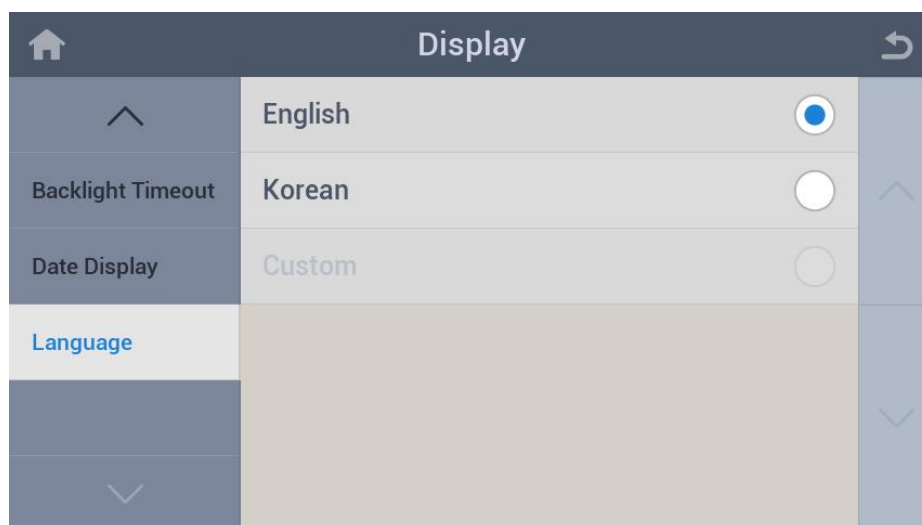 Display
Backlight Timeout
Date Display
Language
English
Korean
Custom